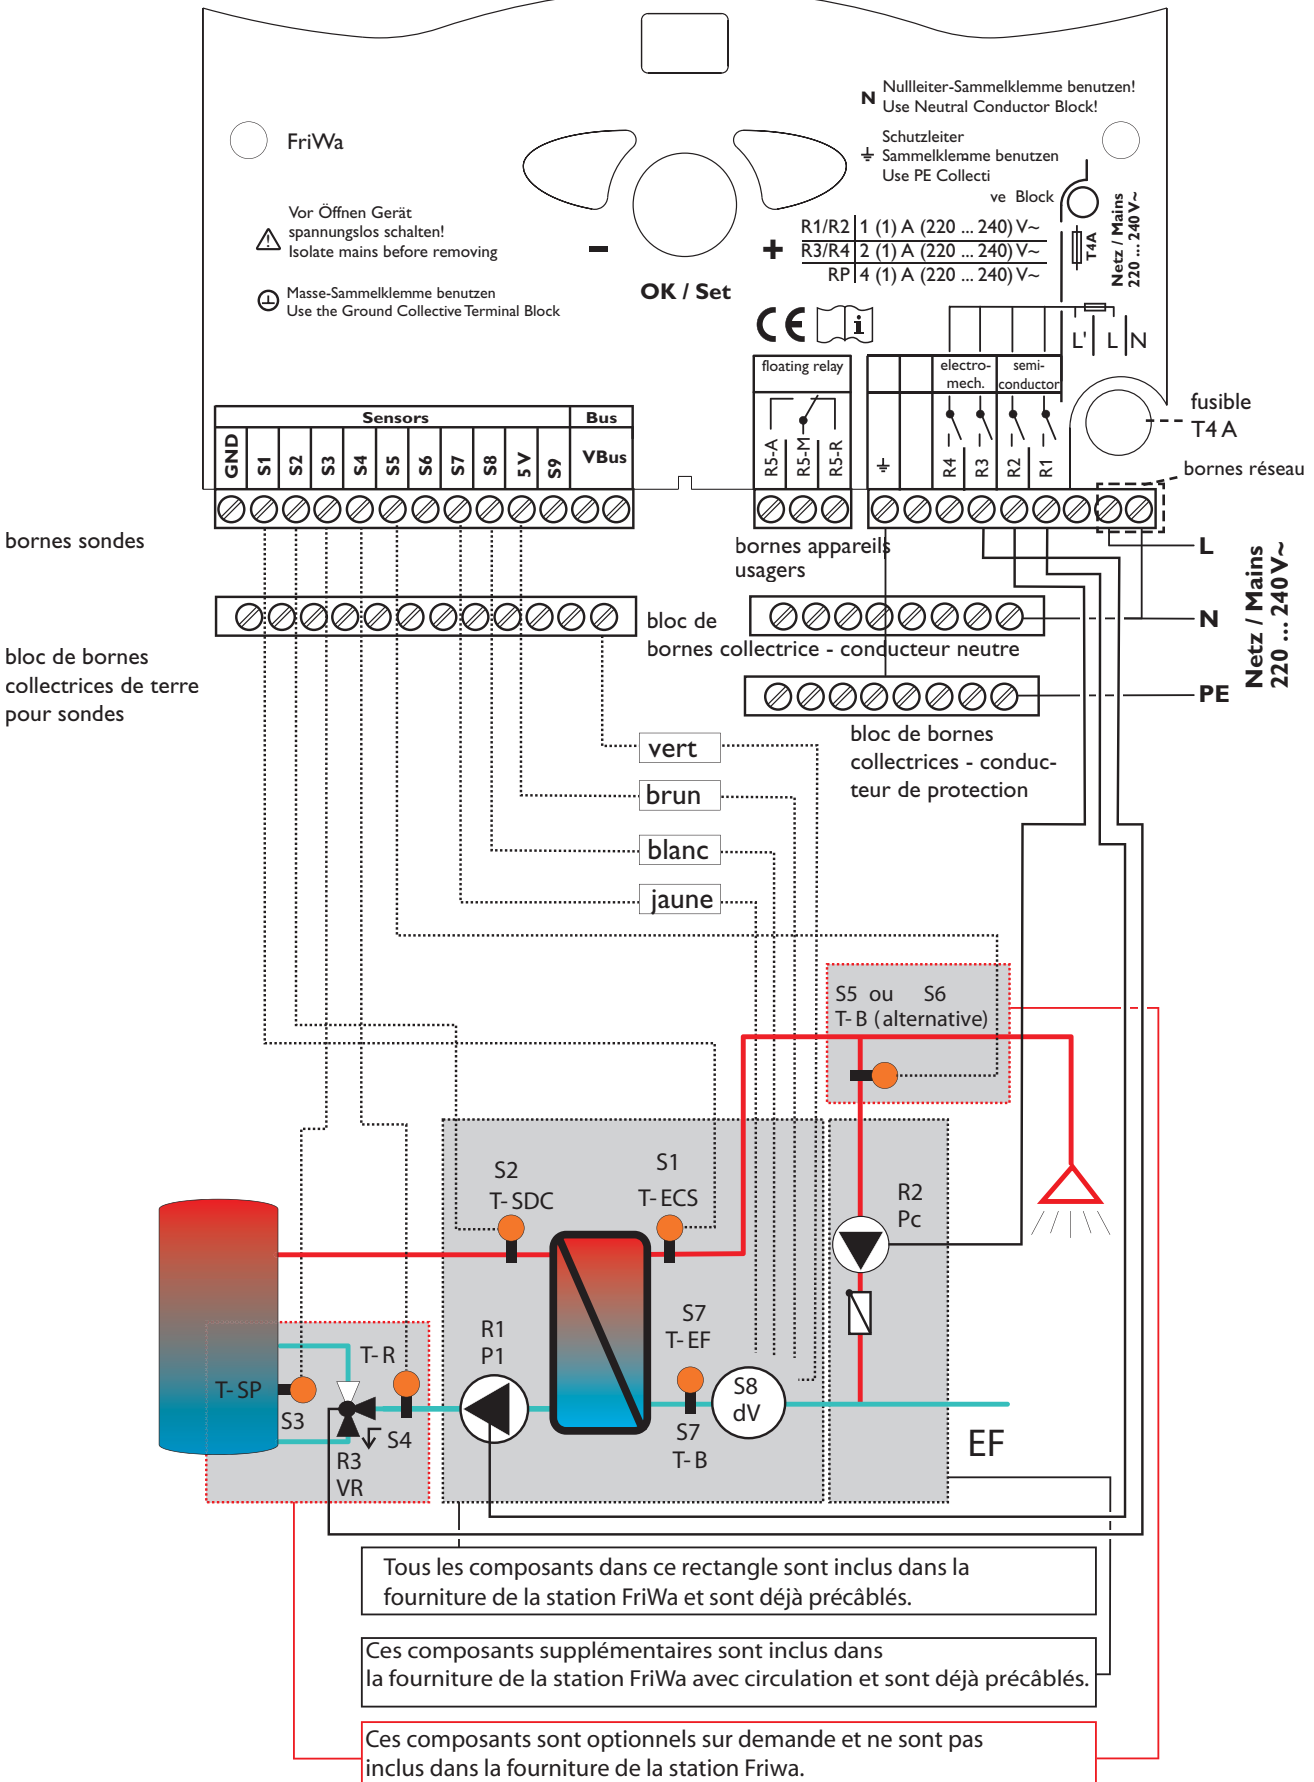 N Nullleiter-Sammelklemme benutzen!
Use Neutral Conductor Block!
FriWa
Schutzleiter
Sammelklemme benutzen
Use PE Collecti
ve Block
Vor Öffnen Gerät
spannungslos schalten!
Isolate mains before removing
Masse-Sammelklemme benutzen
Use the Ground Collective Terminal Block
-
+
OK / Set
R1/R2 1 (1) A (220 ... 240) V~
R3/R4 2 (1) A (220 ... 240) V~
RP 4 (1) A (220 ... 240) V~
T4A
Netz / Mains
220 ... 240 V~
CE i
L' L N
floating relay
electro-
mech.
semi-
conductor
R5-A R5-M R5-R
R4 R3 R2 R1
fusible
T4 A
bornes réseau
Sensors Bus
GND S1 S2 S3 S4 S5 S6 S7 S8 5 V S9 VBus
bornes sondes
bornes appareils
usagers
L
N
PE
Netz / Mains
220 ... 240 V~
bloc de
bornes collectrice - conducteur neutre
bloc de bornes
collectrices de terre
pour sondes
bloc de bornes
collectrices - conduc-
teur de protection
vert
brun
blanc
jaune
S5 ou S6
T-B (alternative)
S2
T-SDC
S1
T-ECS
R2
Pc
R1
P1
S7
T-EF
T-R
T-SP
S3
S4
R3
VR
S8
dV
S7
T-B
EF
Tous les composants dans ce rectangle sont inclus dans la
fourniture de la station FriWa et sont déjà précâblés.
Ces composants supplémentaires sont inclus dans
la fourniture de la station FriWa avec circulation et sont déjà précâblés.
Ces composants sont optionnels sur demande et ne sont pas
inclus dans la fourniture de la station Friwa.